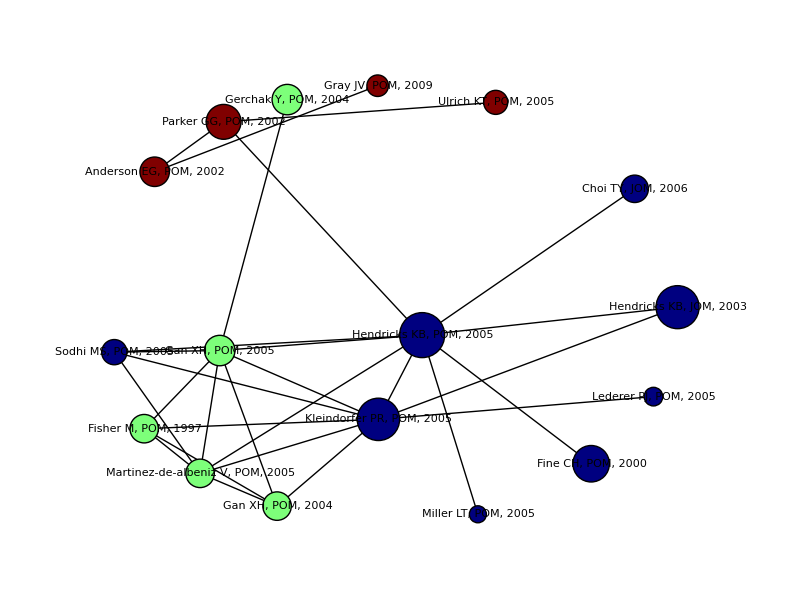 Gray JV, POM, 2009
Gerchak Y, POM, 2004
Ulrich KT, POM, 2005
Parker GG, POM, 2002
Anderson EG, POM, 2002
Choi TY, JOM, 2006
Hendricks KB, JOM, 2003
Hendricks KB, POM, 2005
Sodhi MS, POM, 2005
Gan XH, POM, 2005
Lederer PJ, POM, 2005
Kleindorfer PR, POM, 2005
Fisher M, POM, 1997
Fine CH, POM, 2000
Martinez-de-albeniz V, POM, 2005
Gan XH, POM, 2004
Miller LT, POM, 2005